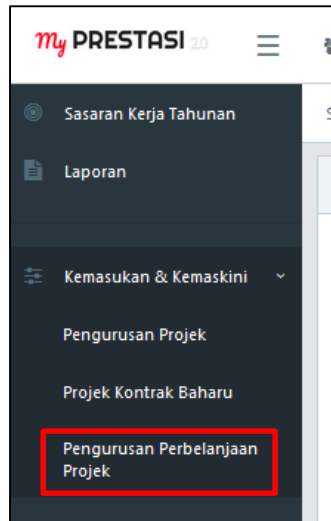 my PRESTASI 2.0
Sasaran Kerja Tahunan
Laporan
Kemasukan & Kemaskini
Pengurusan Projek
Projek Kontrak Baharu
Pengurusan Perbelanjaan
Projek